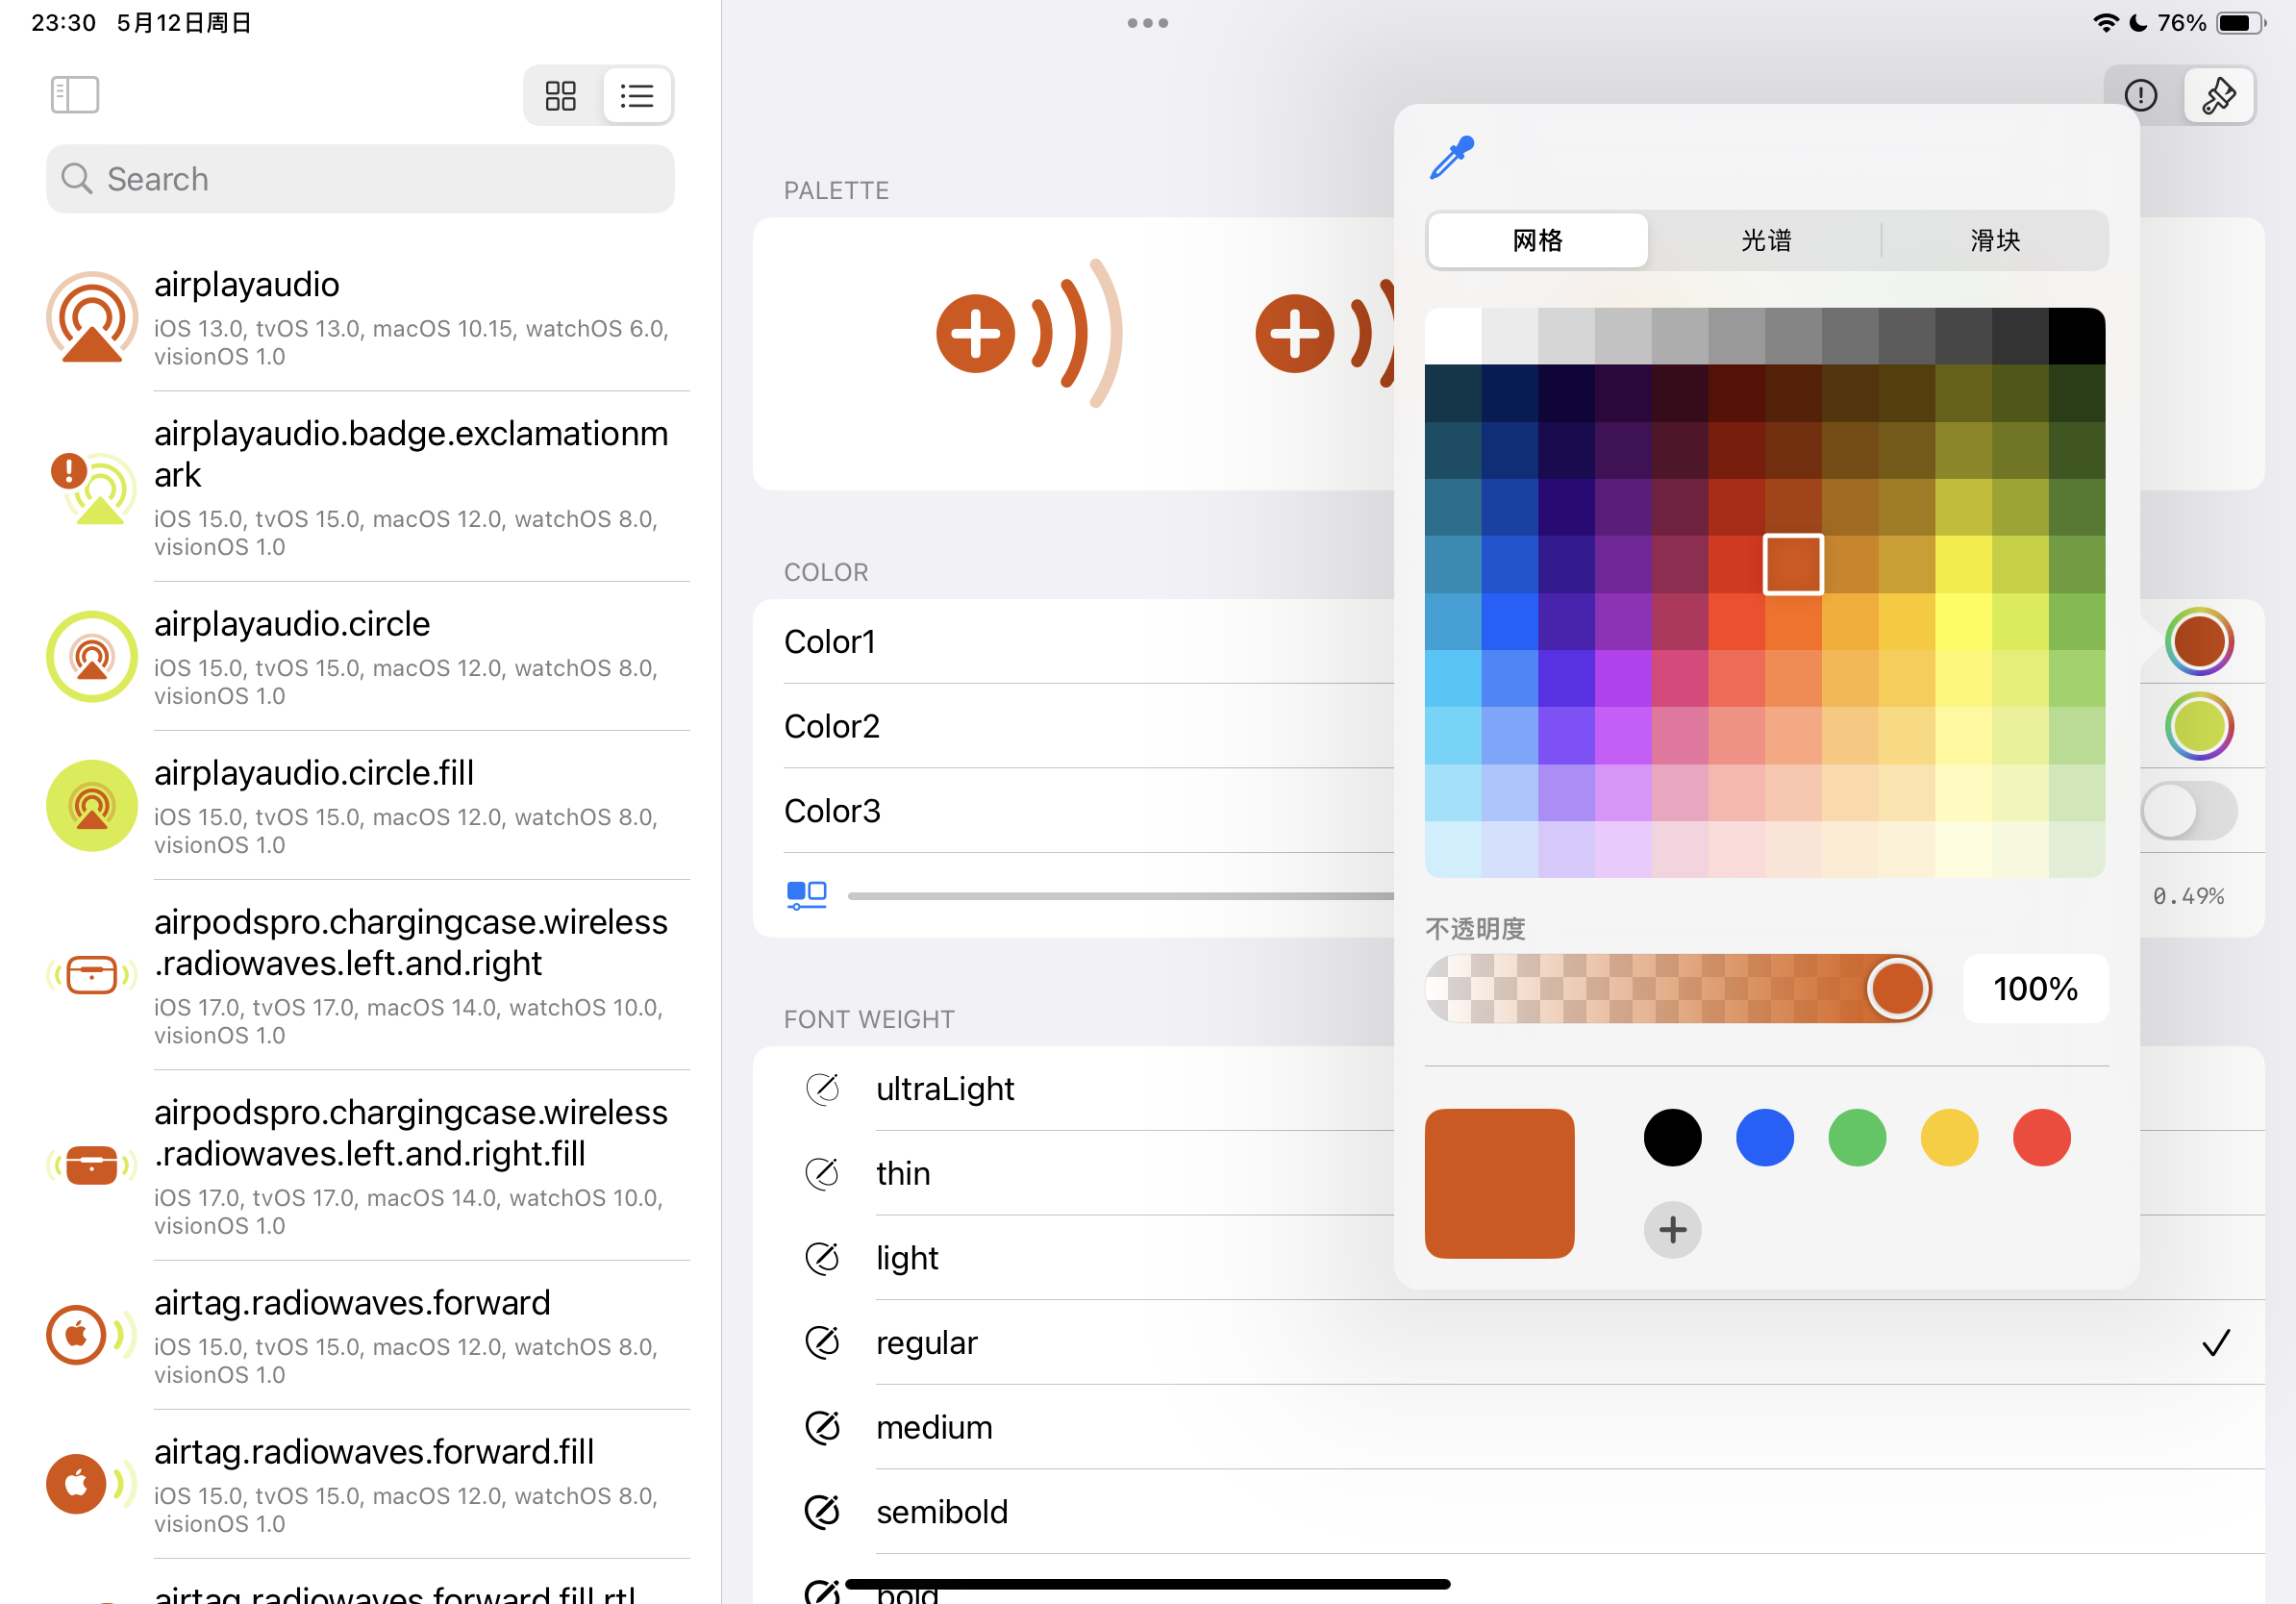 23:30 5月12日周日
76%
Search
airplayaudio
iOS 13.0, tvOS 13.0, macOS 10.15, watchOS 6.0,
visionOS 1.0
airplayaudio.badge.exclamationm
ark
iOS 15.0, tvOS 15.0, macOS 12.0, watchOS 8.0,
visionOS 1.0
airplayaudio.circle
iOS 15.0, tvOS 15.0, macOS 12.0, watchOS 8.0,
visionOS 1.0
airplayaudio.circle.fill
iOS 15.0, tvOS 15.0, macOS 12.0, watchOS 8.0,
visionOS 1.0
airpodspro.chargingcase.wireless
.radiowaves.left.and.right
iOS 17.0, tvOS 17.0, macOS 14.0, watchOS 10.0,
visionOS 1.0
airpodspro.chargingcase.wireless
.radiowaves.left.and.right.fill
iOS 17.0, tvOS 17.0, macOS 14.0, watchOS 10.0,
visionOS 1.0
airtag.radiowaves.forward
iOS 15.0, tvOS 15.0, macOS 12.0, watchOS 8.0,
visionOS 1.0
airtag.radiowaves.forward.fill
iOS 15.0, tvOS 15.0, macOS 12.0, watchOS 8.0,
visionOS 1.0
airtag.radiowaves.forward.fill.rtl
PALETTE
COLOR
Color1
Color2
Color3
0.49%
FONT WEIGHT
ultraLight
thin
light
regular
medium
semibold
bold
网格
光谱
滑块
不透明度
100%